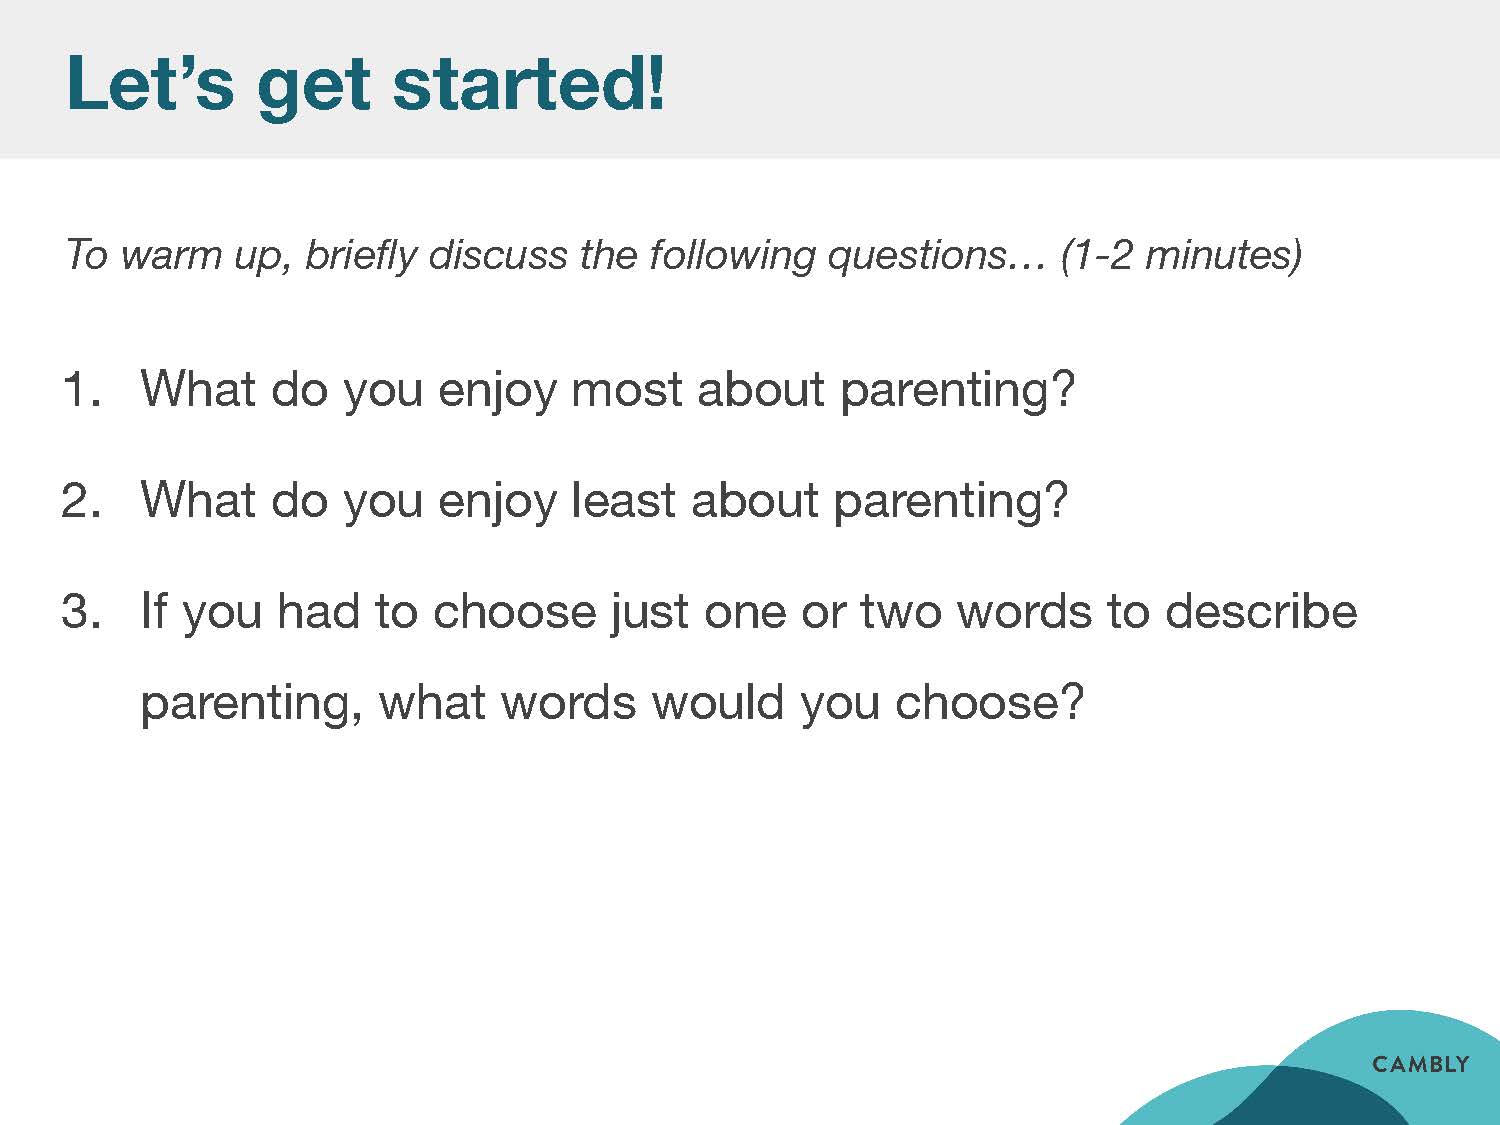 Let’s get started!
To warm up, briefly discuss the following questions… (1-2 minutes)
1. What do you enjoy most about parenting?
2. What do you enjoy least about parenting?
3. If you had to choose just one or two words to describe
parenting, what words would you choose?
CAMBLY